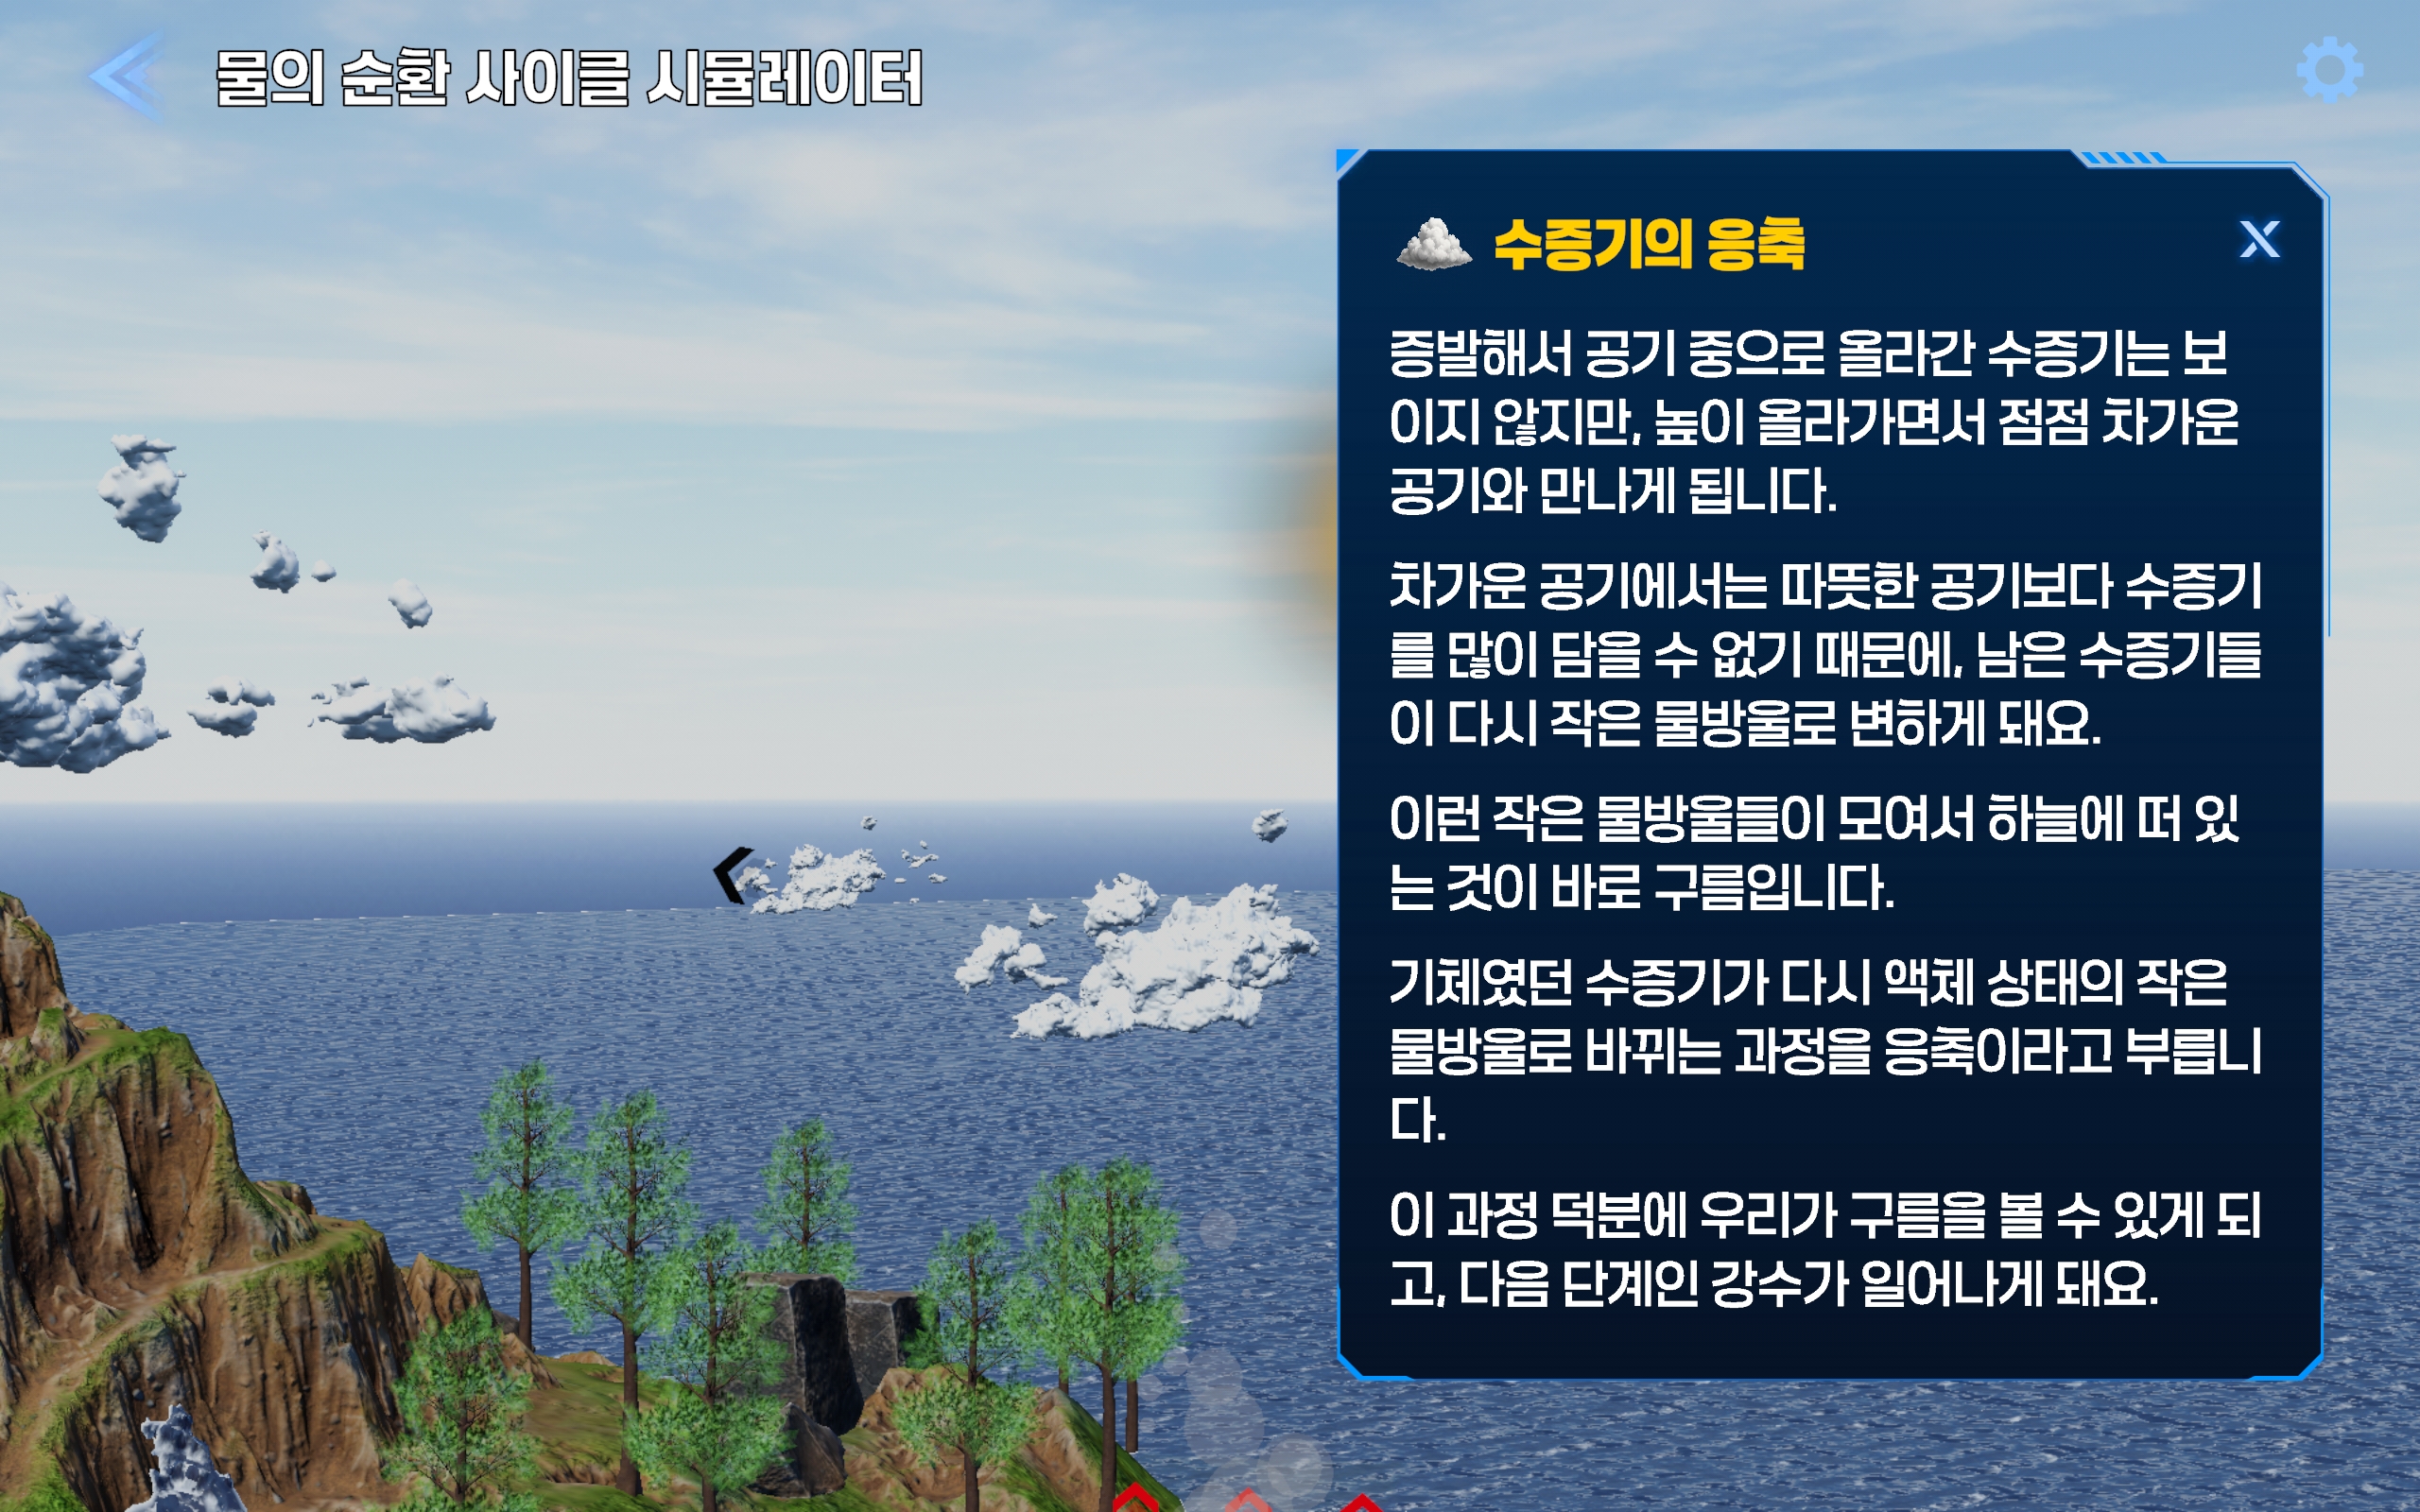 물의 순환 사이클 시뮬레이터
수증기의 응축
증발해서 공기 중으로 올라간 수증기는 보
이지 않지만, 높이 올라가면서 점점 차가운
공기와 만나게 됩니다.
차가운 공기에서는 따뜻한 공기보다 수증기
를 많이 담을 수 없기 때문에, 남은 수증기들
이 다시 작은 물방울로 변하게 돼요.
이런 작은 물방울들이 모여서 하늘에 떠 있
는 것이 바로 구름입니다.
기체였던 수증기가 다시 액체 상태의 작은
물방울로 바뀌는 과정을 응축이라고 부릅니
다.
이 과정 덕분에 우리가 구름을 볼 수 있게 되
고, 다음 단계인 강수가 일어나게 돼요.